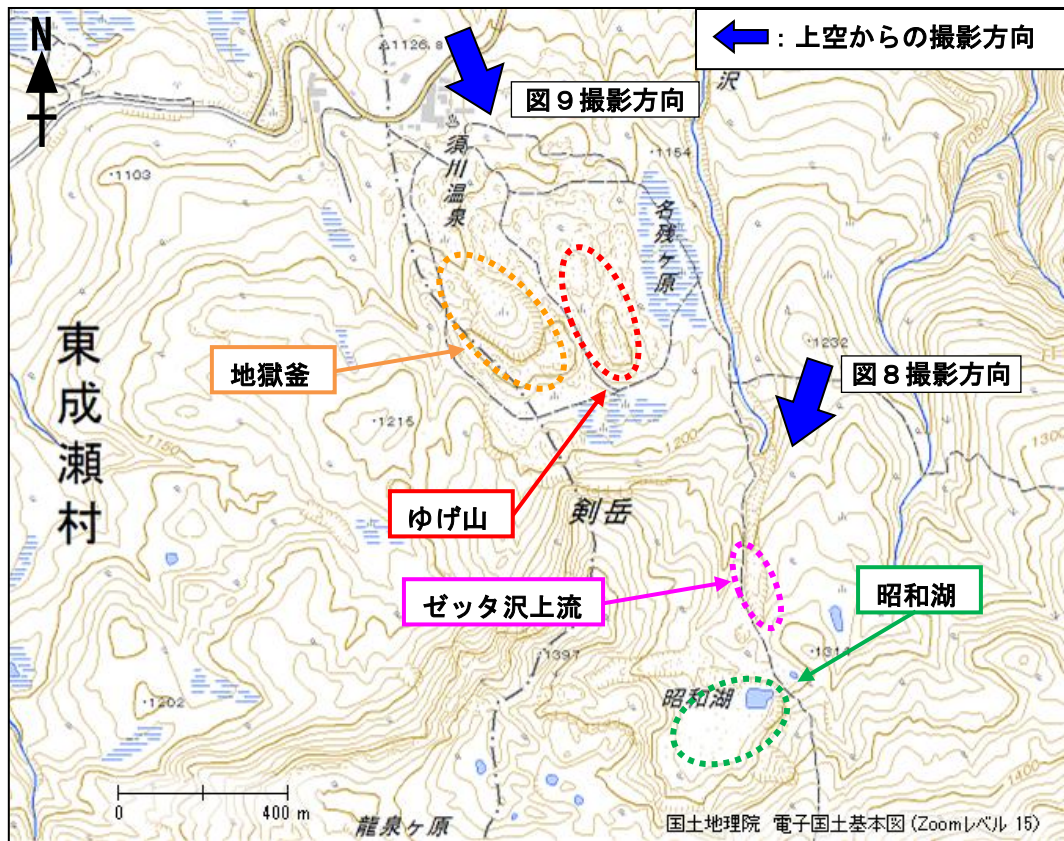 N
:上空からの撮影方向
・1126.8
沢
図9撮影方向
須川温泉
・1154
・1103
名残ヶ原
1050
東成瀬村
地獄釜
・1232
図8撮影方向
・1215
1150
1200
1300
ゆげ山
剣岳
ゼッタ沢上流
昭和湖
・1397
・1314
昭和湖
・1202
1400
0 400 m
龍泉ヶ原
国土地理院 電子国土基本図(Zoomレベル 15)